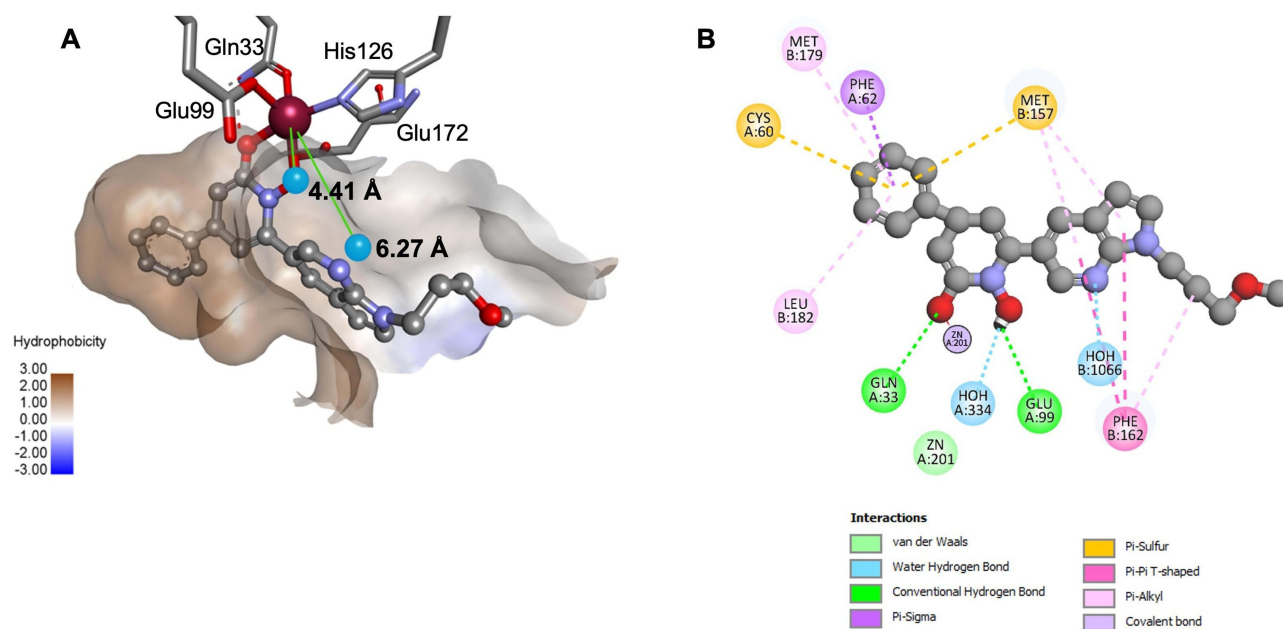 A
Gln33
His126
Glu99
Glu172
4.41 Å
6.27 Å
Hydrophobicity
3.00
2.00
1.00
0.00
-1.00
-2.00
-3.00
B
MET
B:179
PHE
A:62
MET
B:157
CYS
A:60
LEU
B:182
ZN
A:201
GLN
A:33
HOH
A:334
GLU
A:99
HOH
B:1066
PHE
B:162
ZN
A:201
Interactions
van der Waals
Water Hydrogen Bond
Conventional Hydrogen Bond
Pi-Sigma
Pi-Sulfur
Pi-Pi T-shaped
Pi-Alkyl
Covalent bond